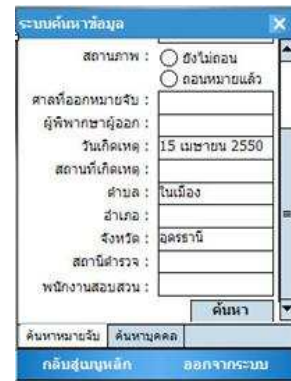 ระบบค้นหาข้อมูล
สถานภาพ : ยังไม่ถอน
ถอนหมายแล้ว
ศาลที่ออกหมายจับ :
ผู้พิพากษาผู้ออก :
วันเกิดเหตุ : 15 เมษายน 2550
สถานที่เกิดเหตุ :
ตำบล : ในเมือง
อำเภอ :
จังหวัด : อุดรธานี
สถานีตำรวจ :
พนักงานสอบสวน :
ค้นหา
ค้นหาหมายจับ ค้นหาบุคคล
กลับสู่เมนูหลัก ออกจากระบบ